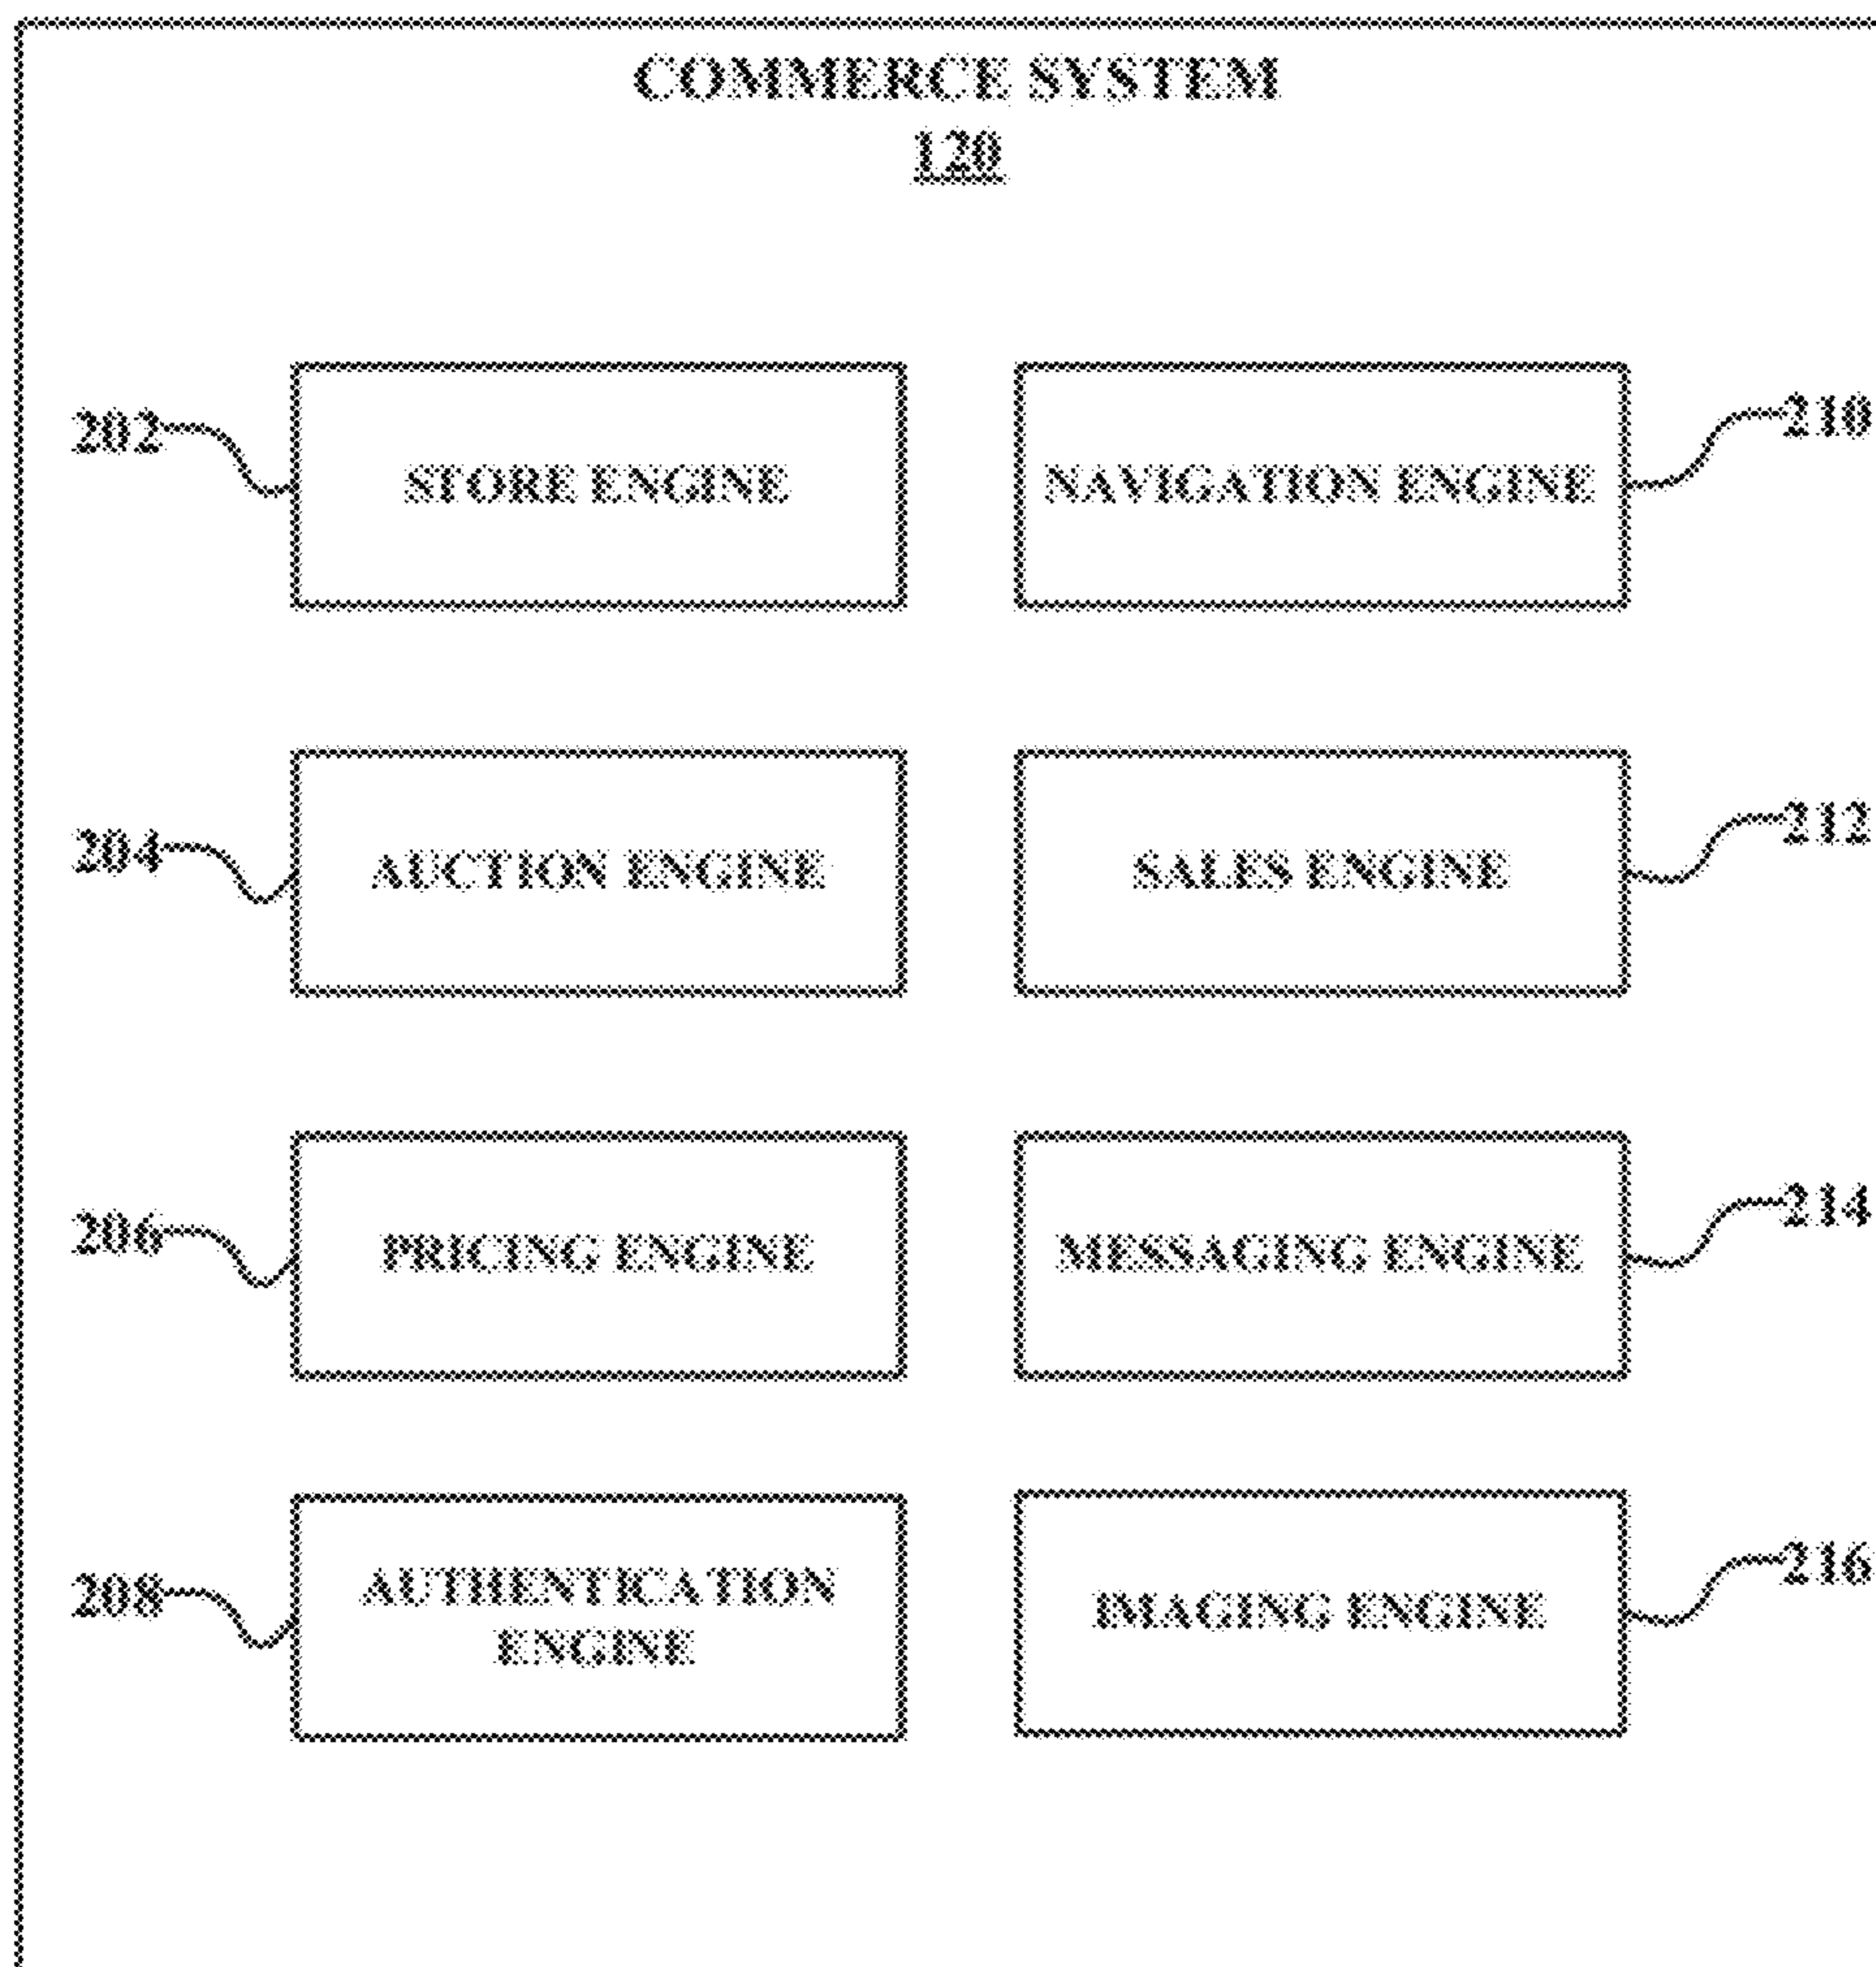 COMMERCE SYSTEM
120
202
STORE ENGINE
NAVIGATION ENGINE
210
204
AUCTION ENGINE
SALES ENGINE
212
206
PRICING ENGINE
MESSAGING ENGINE
214
208
AUTHENTICATION
ENGINE
IMAGING ENGINE
216